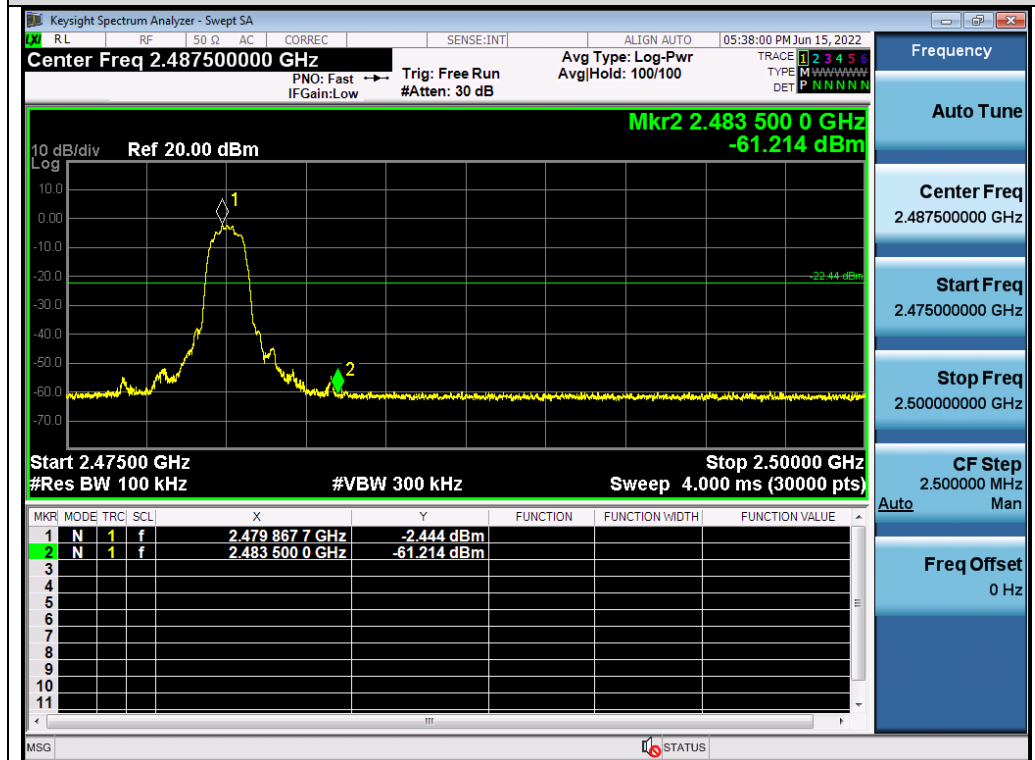 Keysight Spectrum Analyzer - Swept SA
LXI RL RF 50 Ω AC CORREC SENSE:INT ALIGN AUTO 05:38:00 PM Jun 15, 2022
Center Freq 2.487500000 GHz
PNO: Fast
IFGain:Low
Trig: Free Run
#Atten: 30 dB
Avg Type: Log-Pwr
Avg|Hold: 100/100
TRACE 1 2 3 4 5 6
TYPE M WWWWW
DET P N N N N N
Mkr2 2.483 500 0 GHz
-61.214 dBm
10 dB/div Ref 20.00 dBm
Log
10.0
0.00
-10.0
-20.0
-30.0
-40.0
-50.0
-60.0
-70.0
1
2
-22.44 dBm
Start 2.47500 GHz Stop 2.50000 GHz
#Res BW 100 kHz #VBW 300 kHz Sweep 4.000 ms (30000 pts)
MKR MODE TRC SCL X Y FUNCTION FUNCTION WIDTH FUNCTION VALUE
1 N 1 f 2.479 867 7 GHz -2.444 dBm
2 N 1 f 2.483 500 0 GHz -61.214 dBm
3
4
5
6
7
8
9
10
11
MSG STATUS
Frequency
Auto Tune
Center Freq
2.487500000 GHz
Start Freq
2.475000000 GHz
Stop Freq
2.500000000 GHz
CF Step
2.500000 MHz
Auto Man
Freq Offset
0 Hz